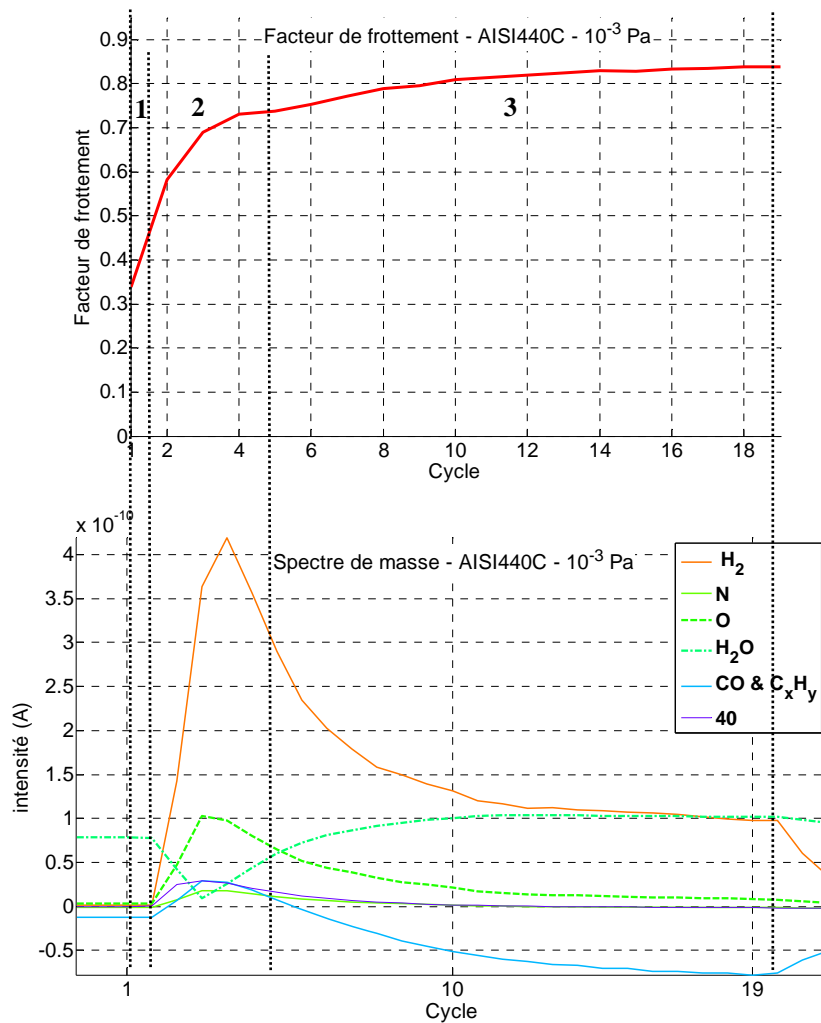 Facteur de frottement - AISI440C - 10⁻³ Pa
0.9
0.8
0.7
0.6
0.5
0.4
0.3
0.2
0.1
0
Facteur de frottement
1
2
3
1 2 4 6 8 10 12 14 16 18
Cycle
x 10⁻¹⁰
Spectre de masse - AISI440C - 10⁻³ Pa
4
3.5
3
2.5
2
1.5
1
0.5
0
-0.5
intensité (A)
H₂
N
O
H₂O
CO & CₓHᵧ
40
1 10 19
Cycle